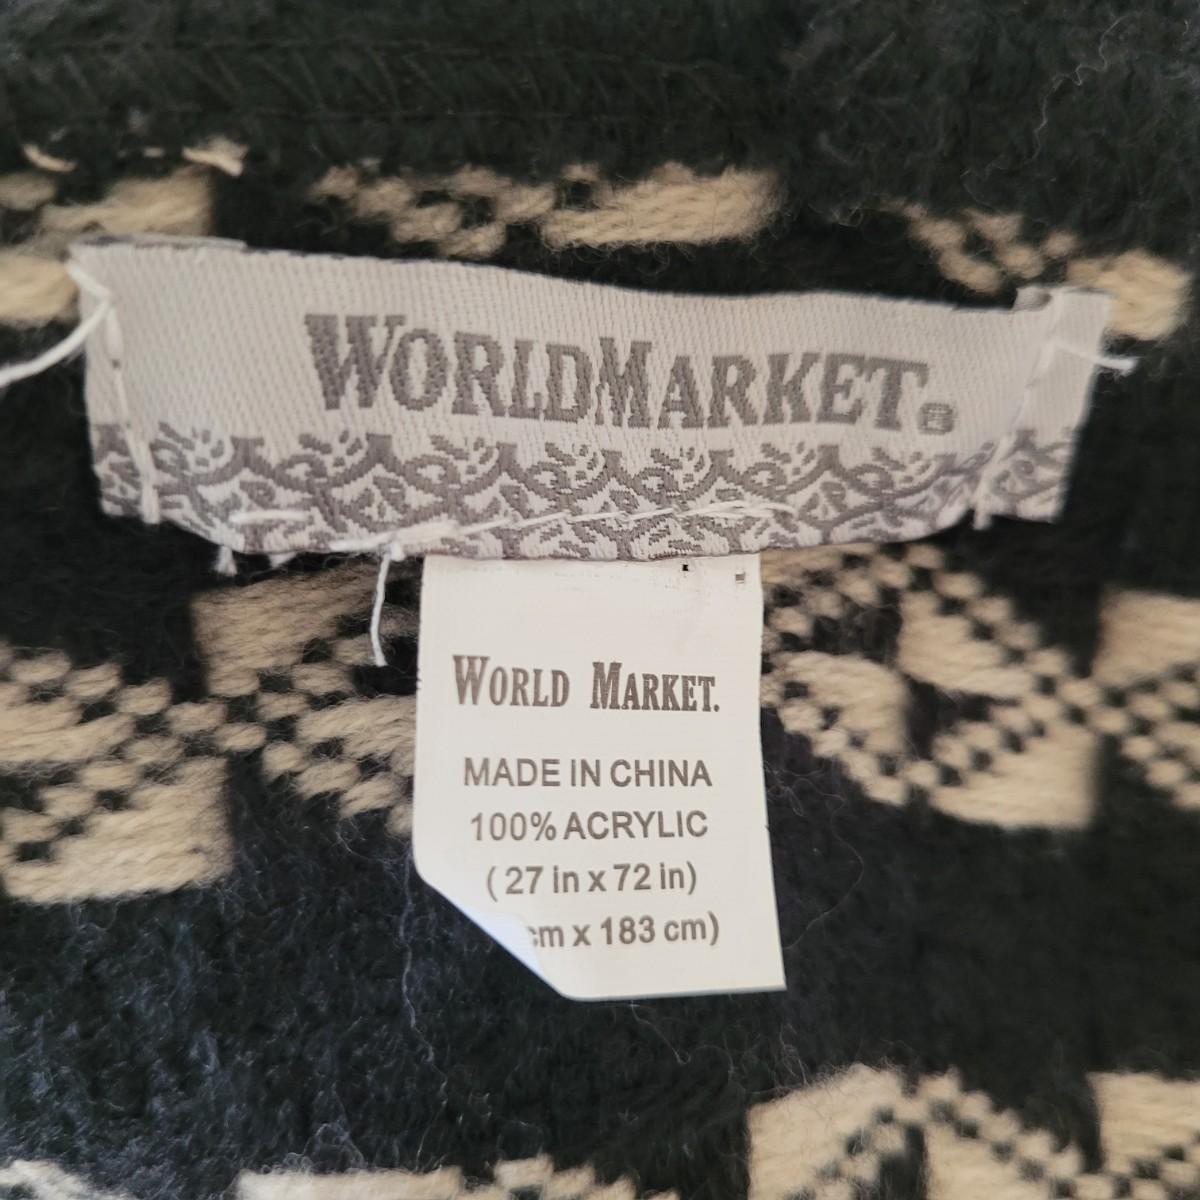 WORLDMARKET®
WORLD MARKET.
MADE IN CHINA
100% ACRYLIC
( 27 in x 72 in)
cm x 183 cm)